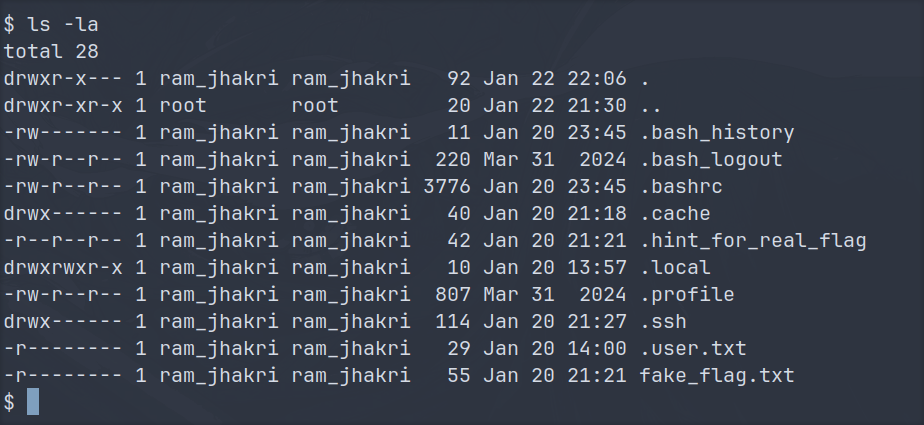 $ ls -la
total 28
drwxr-x--- 1 ram_jhakri ram_jhakri   92 Jan 22 22:06 .
drwxr-xr-x 1 root       root         20 Jan 22 21:30 ..
-rw------- 1 ram_jhakri ram_jhakri   11 Jan 20 23:45 .bash_history
-rw-r--r-- 1 ram_jhakri ram_jhakri  220 Mar 31  2024 .bash_logout
-rw-r--r-- 1 ram_jhakri ram_jhakri 3776 Jan 20 23:45 .bashrc
drwx------ 1 ram_jhakri ram_jhakri   40 Jan 20 21:18 .cache
-r--r--r-- 1 ram_jhakri ram_jhakri   42 Jan 20 21:21 .hint_for_real_flag
drwxrwxr-x 1 ram_jhakri ram_jhakri   10 Jan 20 13:57 .local
-rw-r--r-- 1 ram_jhakri ram_jhakri  807 Mar 31  2024 .profile
drwx------ 1 ram_jhakri ram_jhakri  114 Jan 20 21:27 .ssh
-r-------- 1 ram_jhakri ram_jhakri   29 Jan 20 14:00 .user.txt
-r-------- 1 ram_jhakri ram_jhakri   55 Jan 20 21:21 fake_flag.txt
$